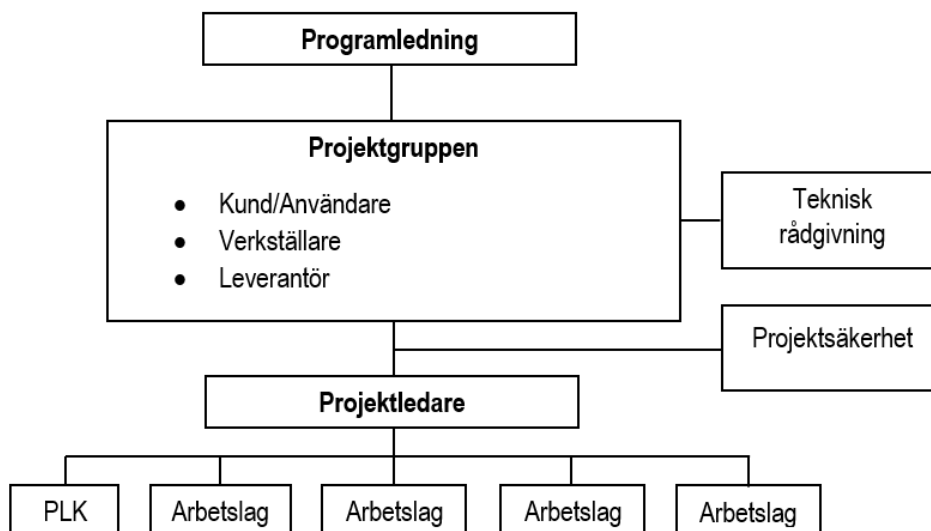 Programledning
Projektgruppen
● Kund/Användare
● Verkställare
● Leverantör
Teknisk
rådgivning
Projektsäkerhet
Projektledare
PLK
Arbetslag
Arbetslag
Arbetslag
Arbetslag